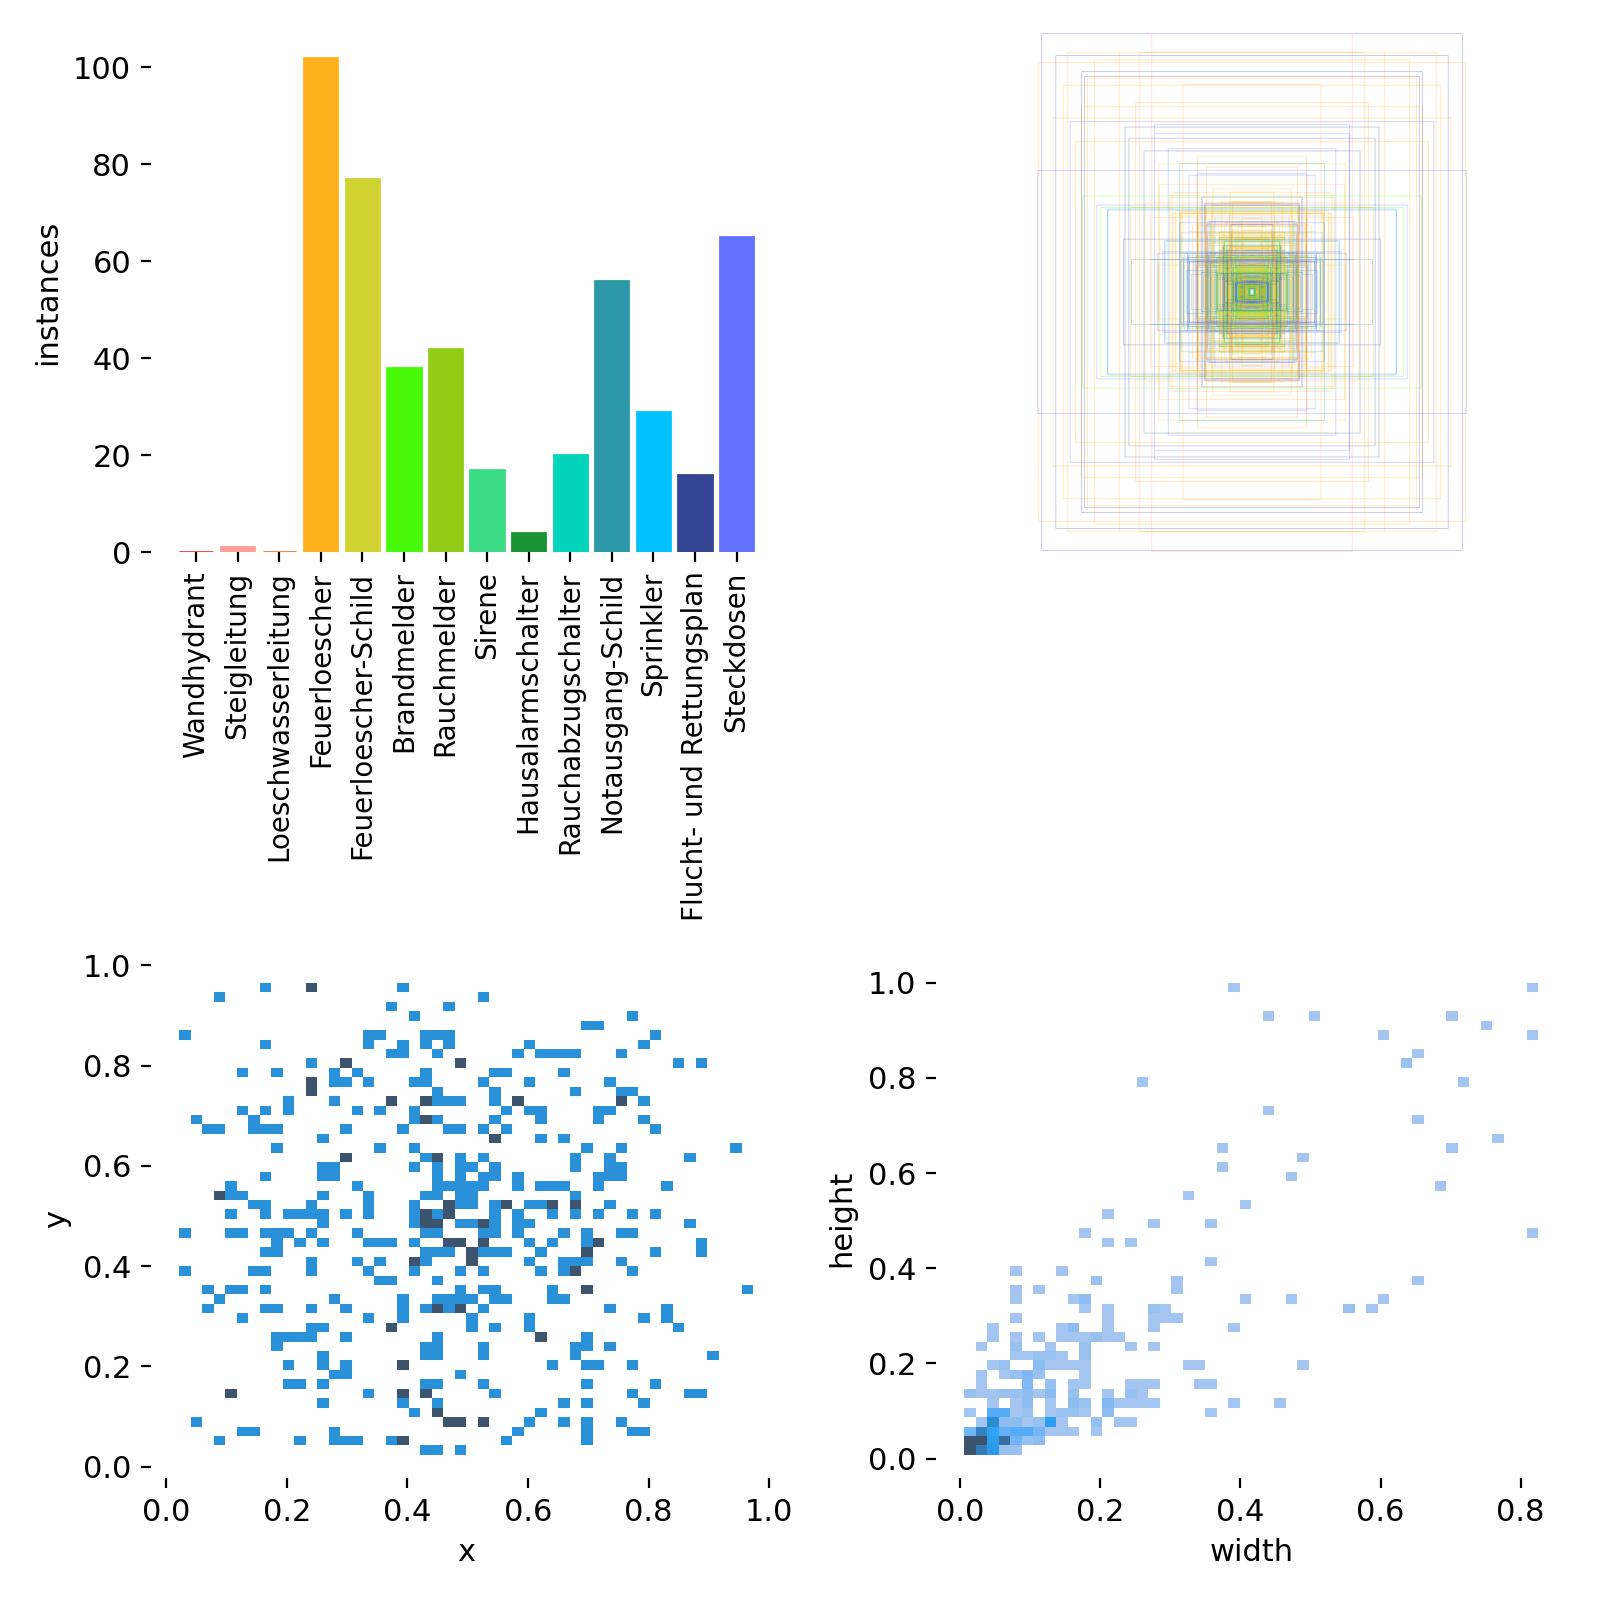 instances
100
80
60
40
20
0
Wandhydrant
Steigleitung
Loeschwasserleitung
Feuerloescher
Feuerloescher-Schild
Brandmelder
Rauchmelder
Sirene
Hausalarmschalter
Rauchabzugschalter
Notausgang-Schild
Sprinkler
Flucht- und Rettungsplan
Steckdosen
y
1.0
0.8
0.6
0.4
0.2
0.0
0.0 0.2 0.4 0.6 0.8 1.0
x
height
1.0
0.8
0.6
0.4
0.2
0.0
0.0 0.2 0.4 0.6 0.8
width